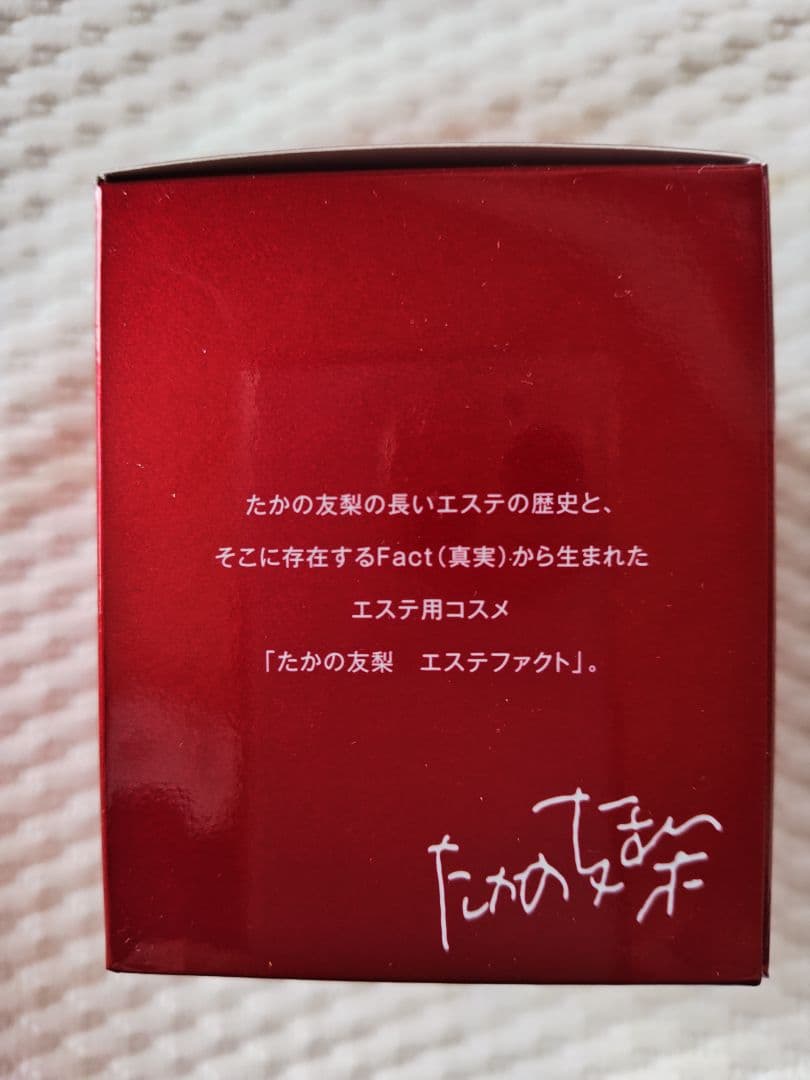 たかの友梨の長いエステの歴史と、
そこに存在するFact(真実)から生まれた
エステ用コスメ
「たかの友梨　エステファクト」。
たかの友梨